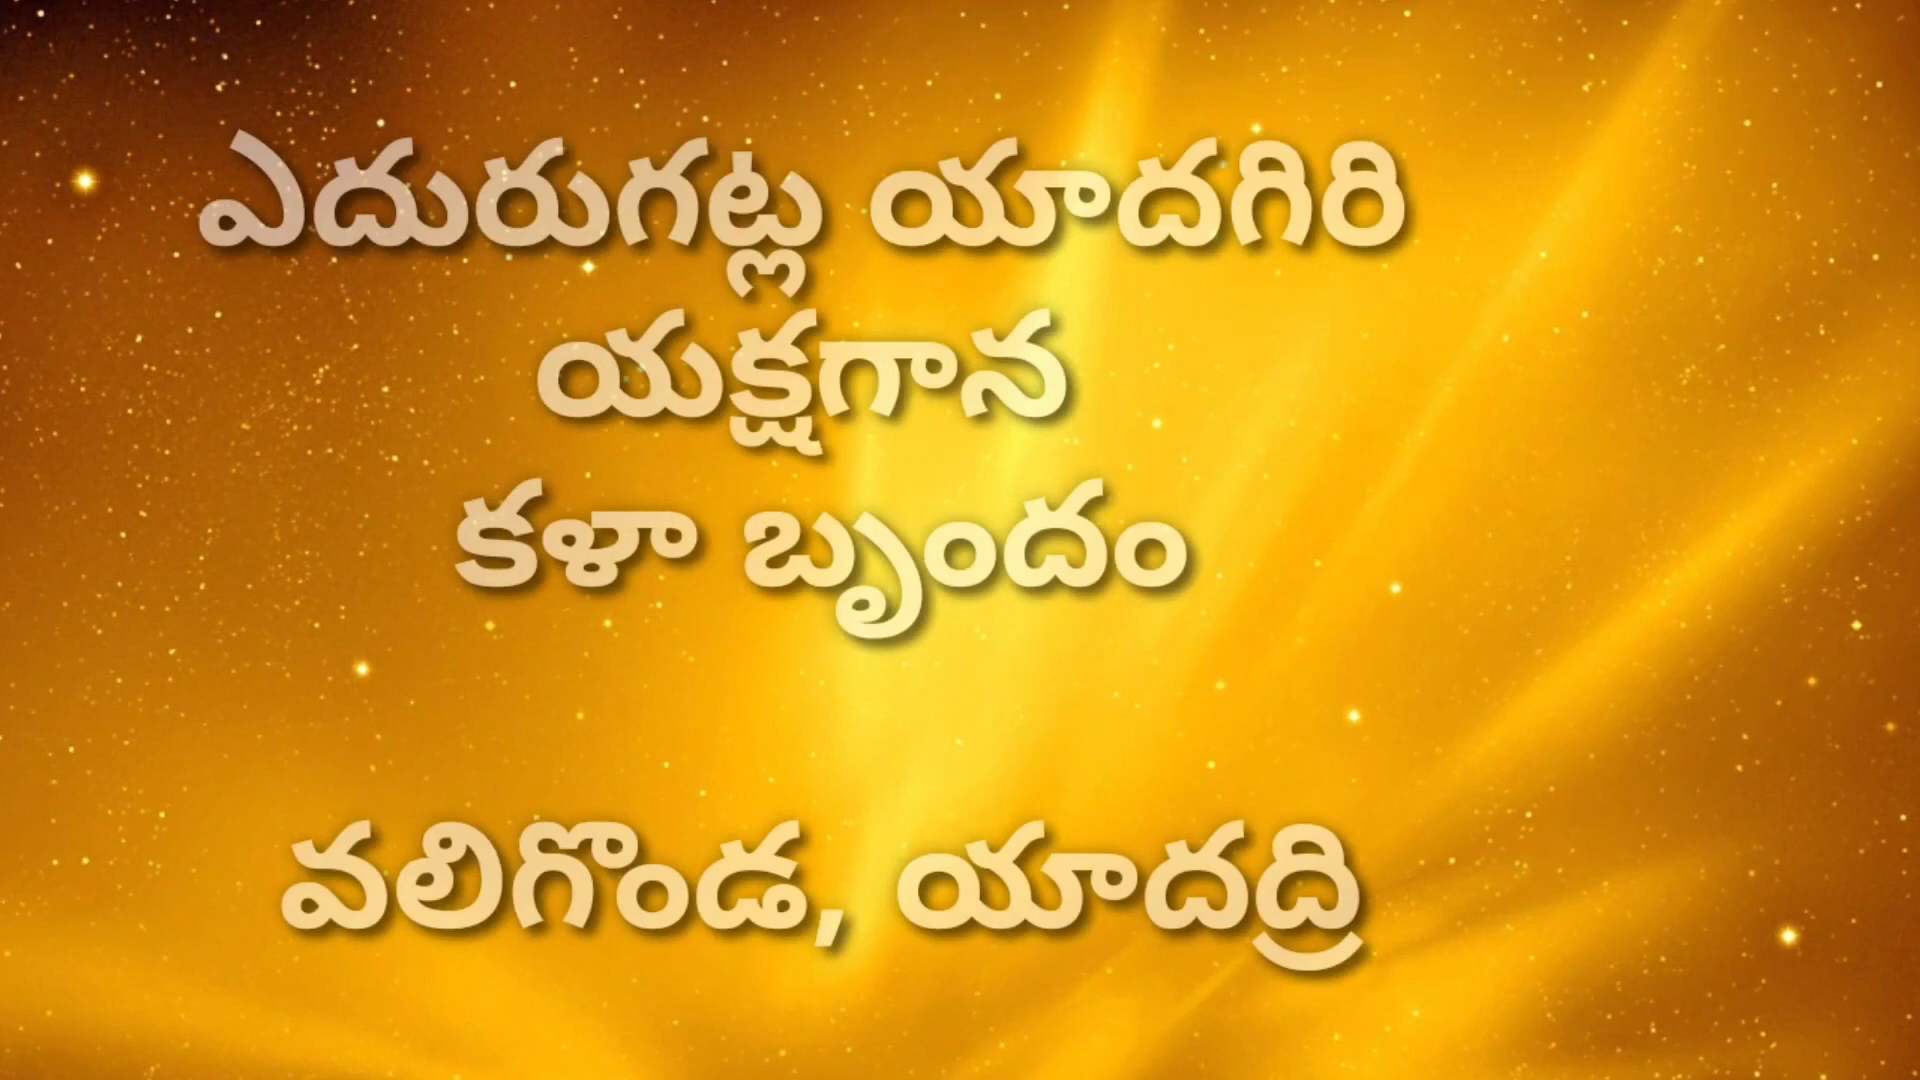 ఎదురుగట్ల యాదగిరి
యక్షగాన
కళా బృందం
వలిగొండ, యాదద్రి